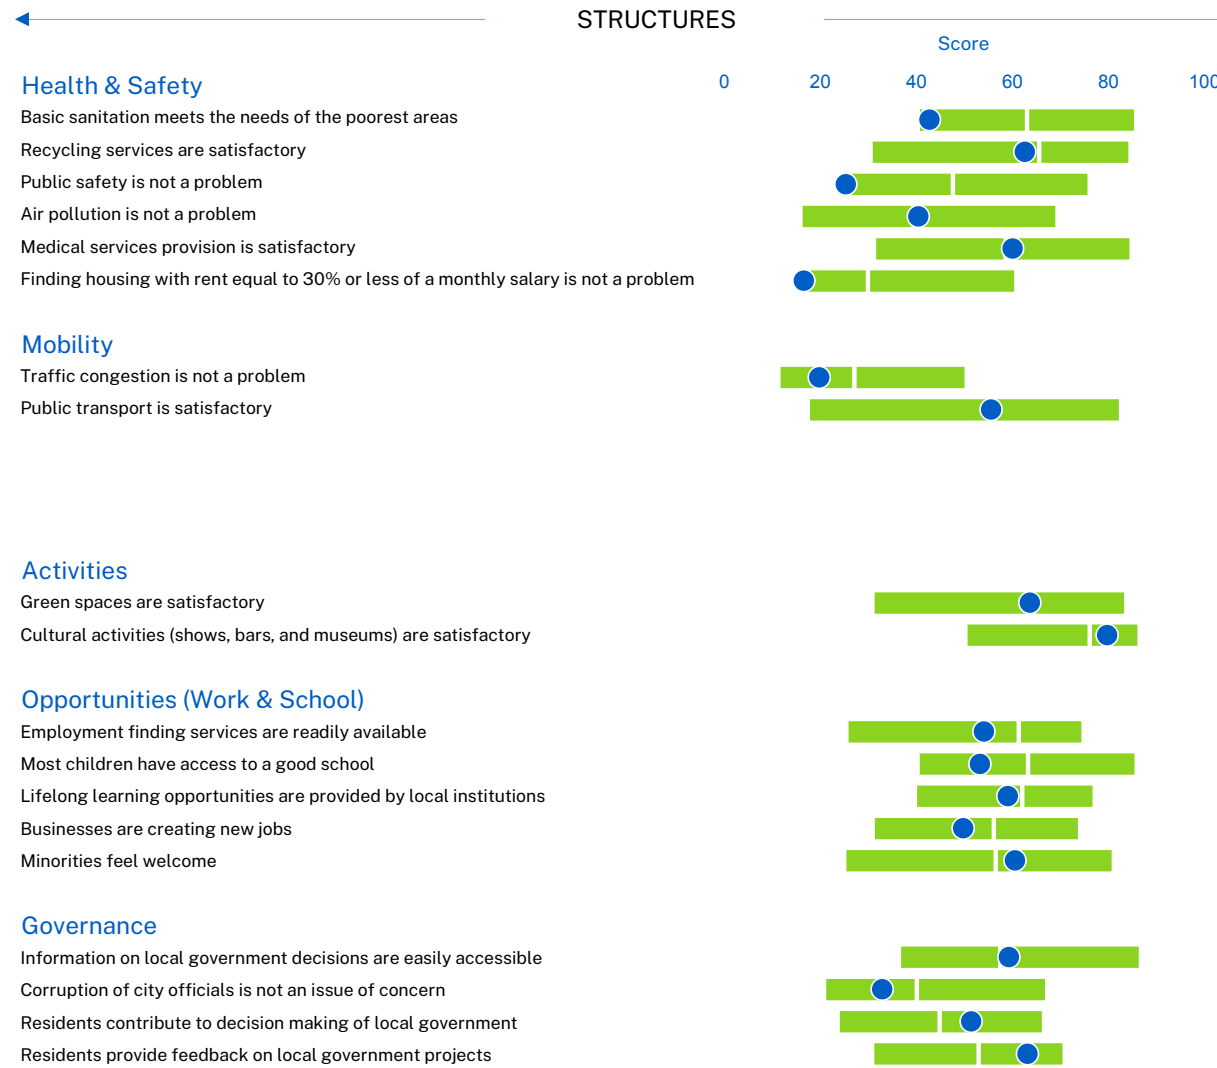 STRUCTURES
Score
Health & Safety
0 20 40 60 80 100
Basic sanitation meets the needs of the poorest areas
Recycling services are satisfactory
Public safety is not a problem
Air pollution is not a problem
Medical services provision is satisfactory
Finding housing with rent equal to 30% or less of a monthly salary is not a problem
Mobility
Traffic congestion is not a problem
Public transport is satisfactory
Activities
Green spaces are satisfactory
Cultural activities (shows, bars, and museums) are satisfactory
Opportunities (Work & School)
Employment finding services are readily available
Most children have access to a good school
Lifelong learning opportunities are provided by local institutions
Businesses are creating new jobs
Minorities feel welcome
Governance
Information on local government decisions are easily accessible
Corruption of city officials is not an issue of concern
Residents contribute to decision making of local government
Residents provide feedback on local government projects